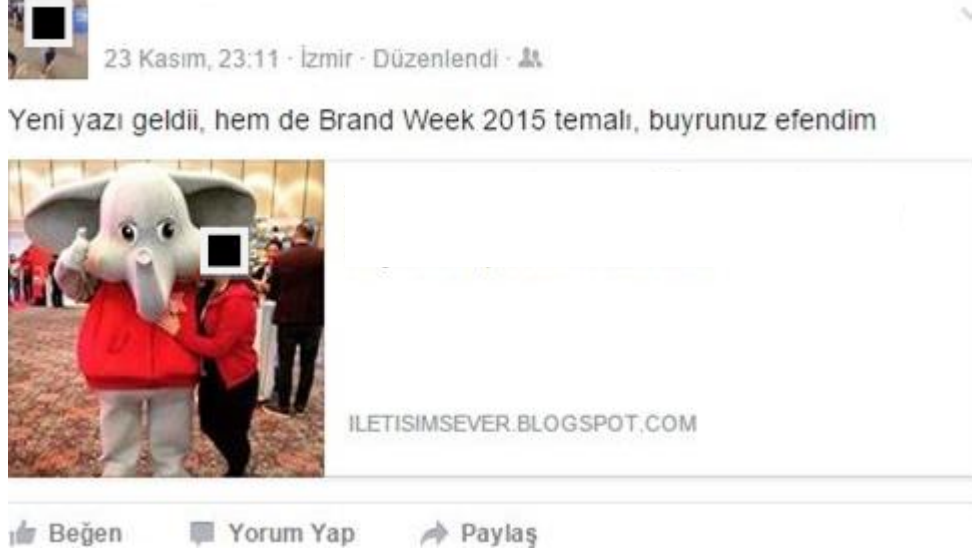 23 Kasım, 23:11 · İzmir · Düzenlendi ·
Yeni yazı geldii, hem de Brand Week 2015 temalı, buyrunuz efendim
ILETISIMSEVER.BLOGSPOT.COM
Beğen Yorum Yap Paylaş